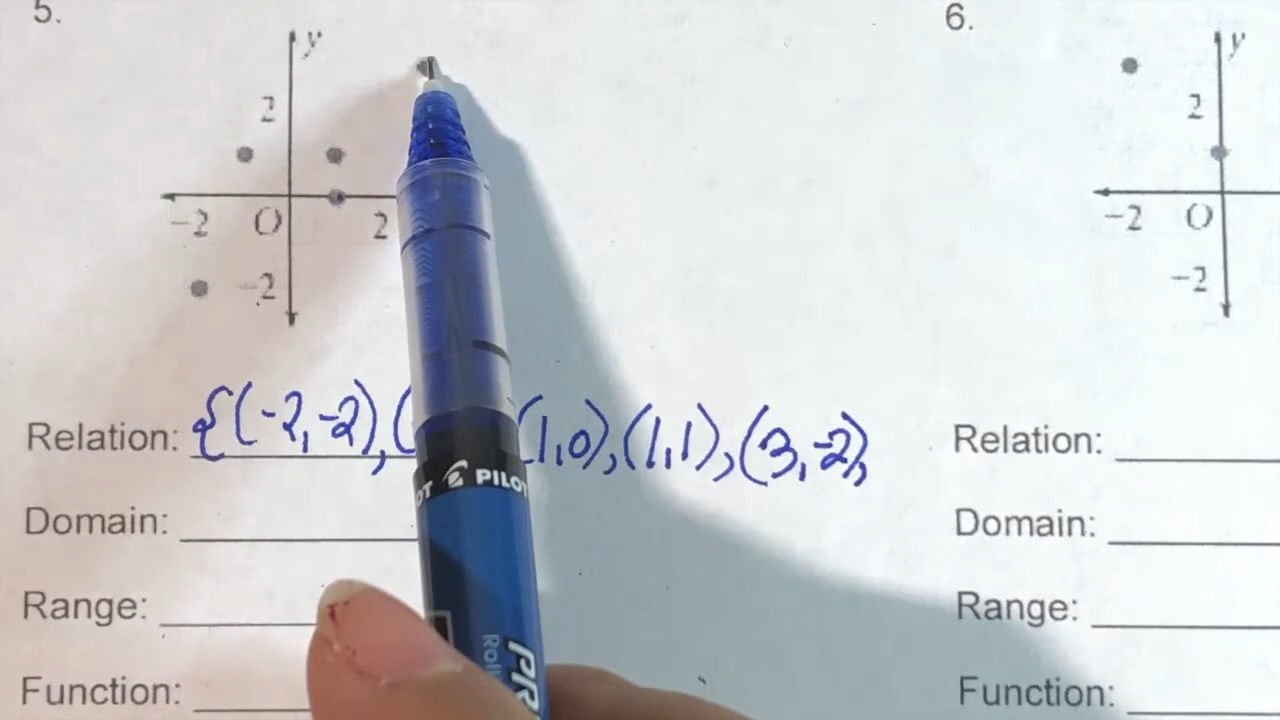 5.
6.
y
y
2
2
-2 O 2
-2 O
-2
-2
Relation: {(-2,-2),( (1,0),(1,1),(3,-2),
Relation:
PILOT
Domain:
Domain:
Range:
Range:
Function:
Function: